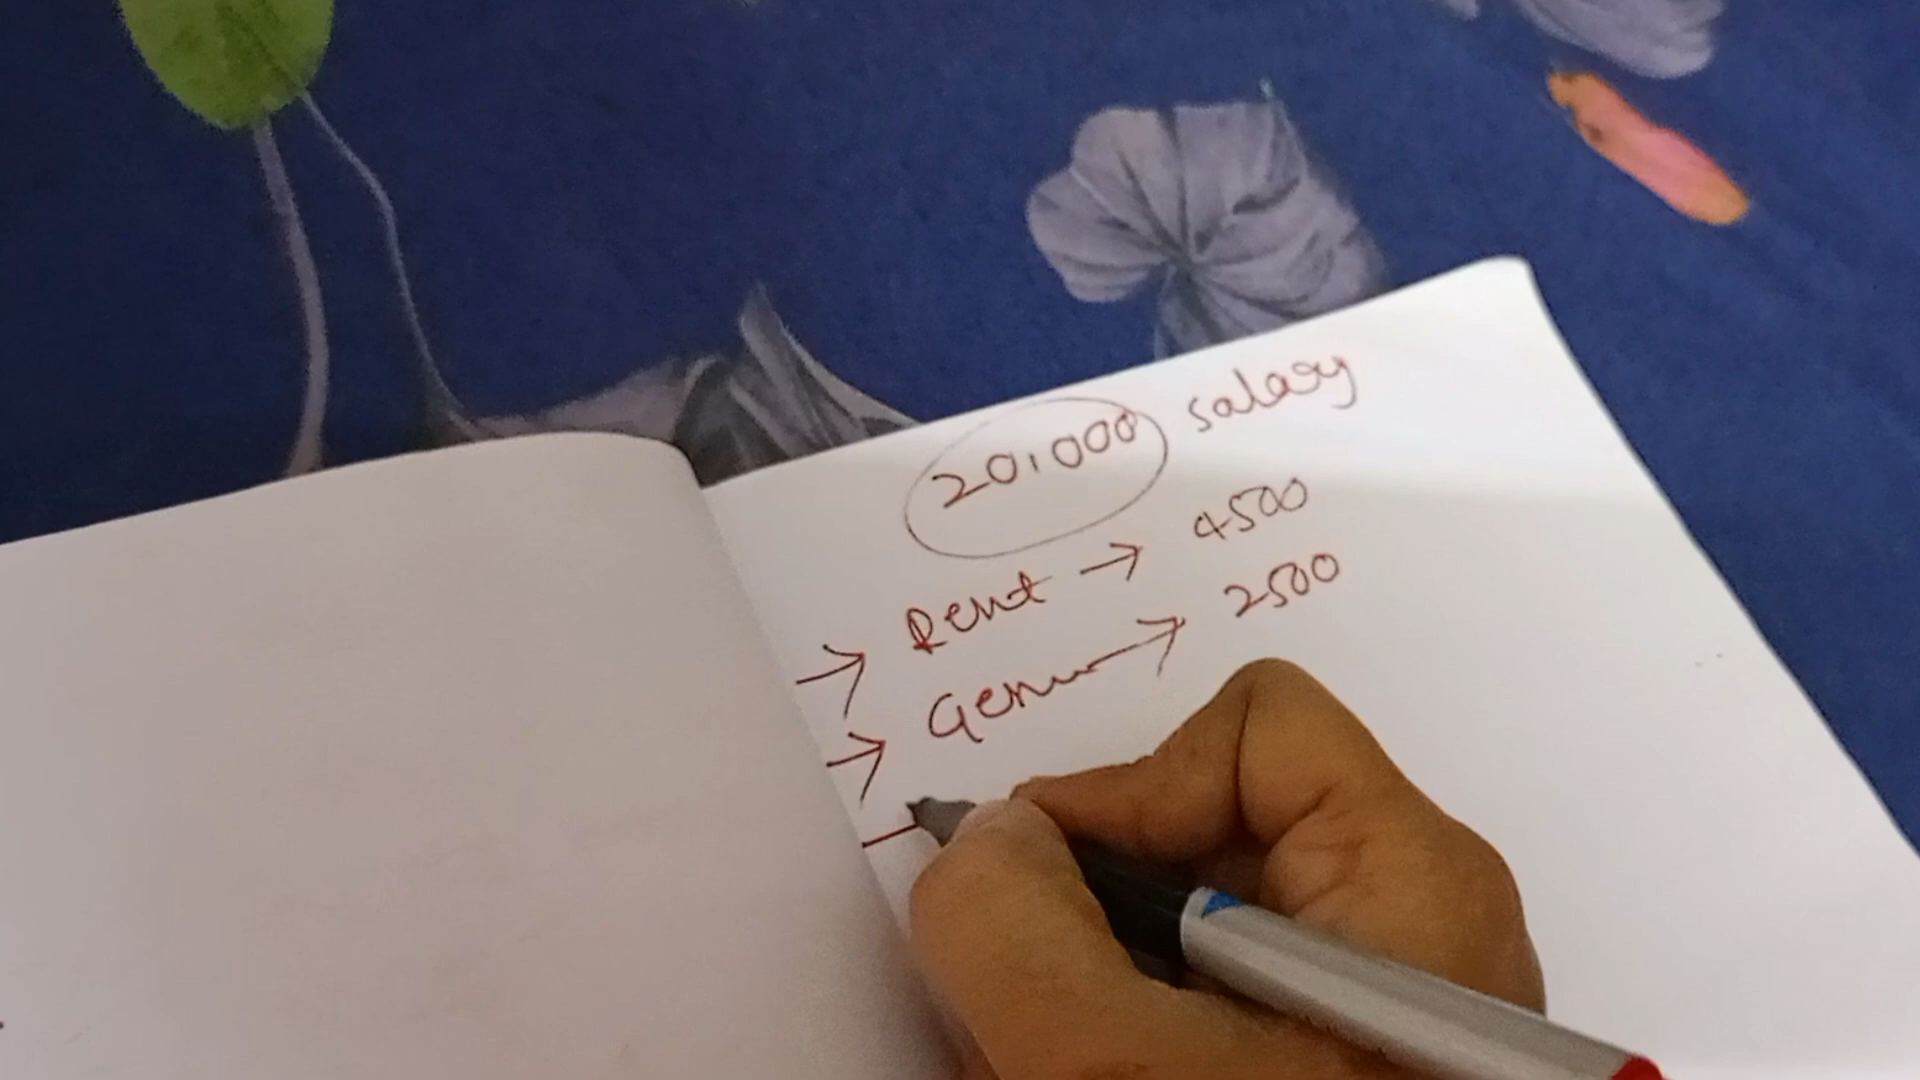 20,000 salary
→ Rent → 4500
→ → 2500